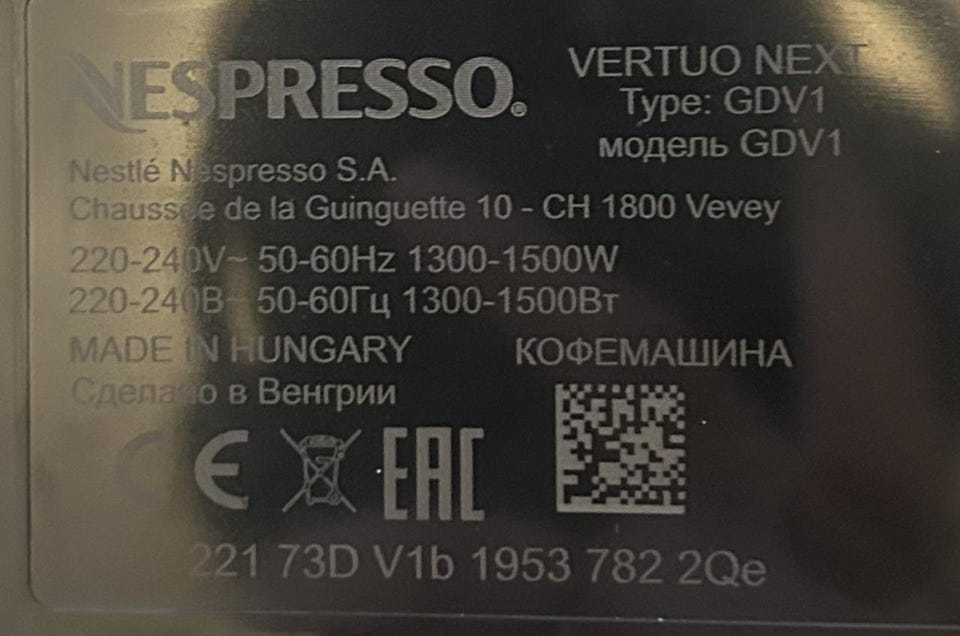 NESPRESSO.
VERTUO NEXT
Type: GDV1
модель GDV1
Nestlé Nespresso S.A.
Chaussée de la Guinguette 10 - CH 1800 Vevey
220-240V~ 50-60Hz 1300-1500W
220-240В~ 50-60Гц 1300-1500Вт
MADE IN HUNGARY
КОФЕМАШИНА
Сделано в Венгрии
CE EAC
221 73D V1b 1953 782 2Qe